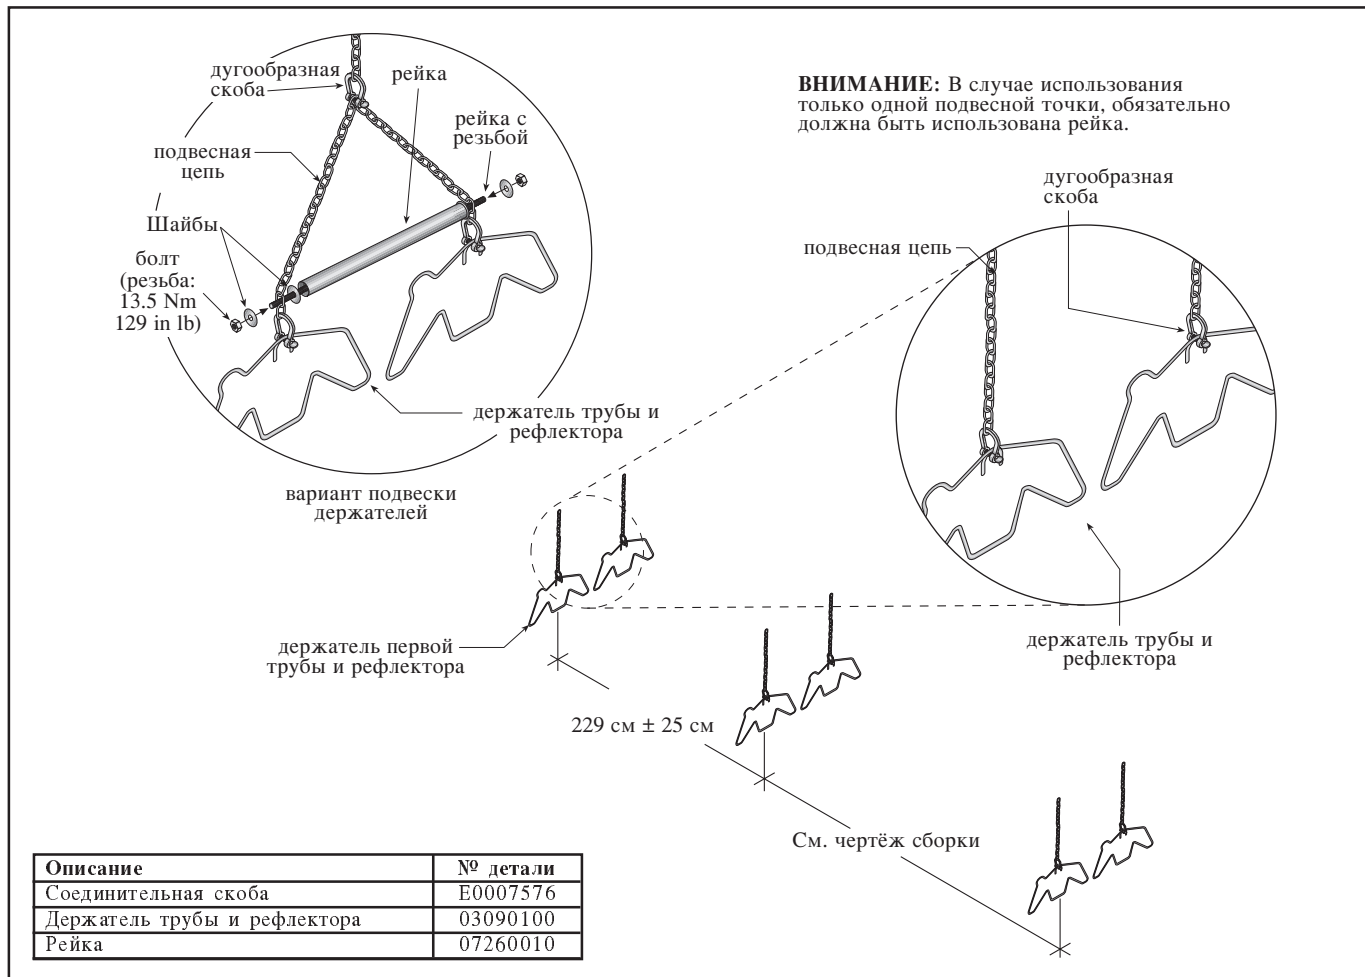 дугообразная
скоба
рейка
рейка с
резьбой
подвесная
цепь
Шайбы
болт
(резьба:
13.5 Nm
129 in lb)
держатель трубы и
рефлектора
вариант подвески
держателей
ВНИМАНИЕ: В случае использования
только одной подвесной точки, обязательно
должна быть использована рейка.
дугообразная
скоба
подвесная цепь
держатель трубы и
рефлектора
держатель первой
трубы и рефлектора
229 см ± 25 см
См. чертёж сборки
Описание № детали
Соединительная скоба E0007576
Держатель трубы и рефлектора 03090100
Рейка 07260010